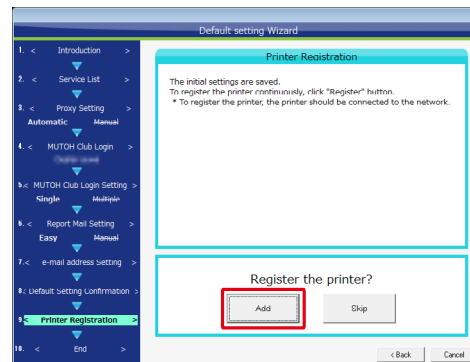 Default setting Wizard
1. < Introduction >
2. < Service List >
3. < Proxy Setting >
Automatic Manual
4. < MUTOH Club Login >
5.< MUTOH Club Login Setting >
Single Multiple
6. < Report Mail Setting >
Easy Manual
7.< e-mail address Setting >
8.< Default Setting Confirmation >
9.< Printer Registration >
10. < End >
Printer Registration
The initial settings are saved.
To register the printer continuously, click "Register" button.
* To register the printer, the printer should be connected to the network.
Register the printer?
Add Skip
< Back Cancel